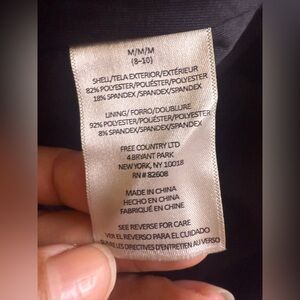 M/M/M
(8-10)
SHELL/TELA EXTERIOR/EXTÉRIEUR
82% POLYESTER/POLIÉSTER/POLYESTER
18% SPANDEX/SPANDEX/SPANDEX
LINING/ FORRO/DOUBLURE
92% POLYESTER/POLIÉSTER/POLYESTER
8% SPANDEX/SPANDEX/SPANDEX
FREE COUNTRY LTD
4 BRYANT PARK
NEW YORK, NY 10018
RN # 82608
MADE IN CHINA
HECHO EN CHINA
FABRIQUÉ EN CHINE
SEE REVERSE FOR CARE
VER EL REVERSO PARA EL CUIDADO
LES DIRECTIVES D'ENTRETIEN AU VERSO